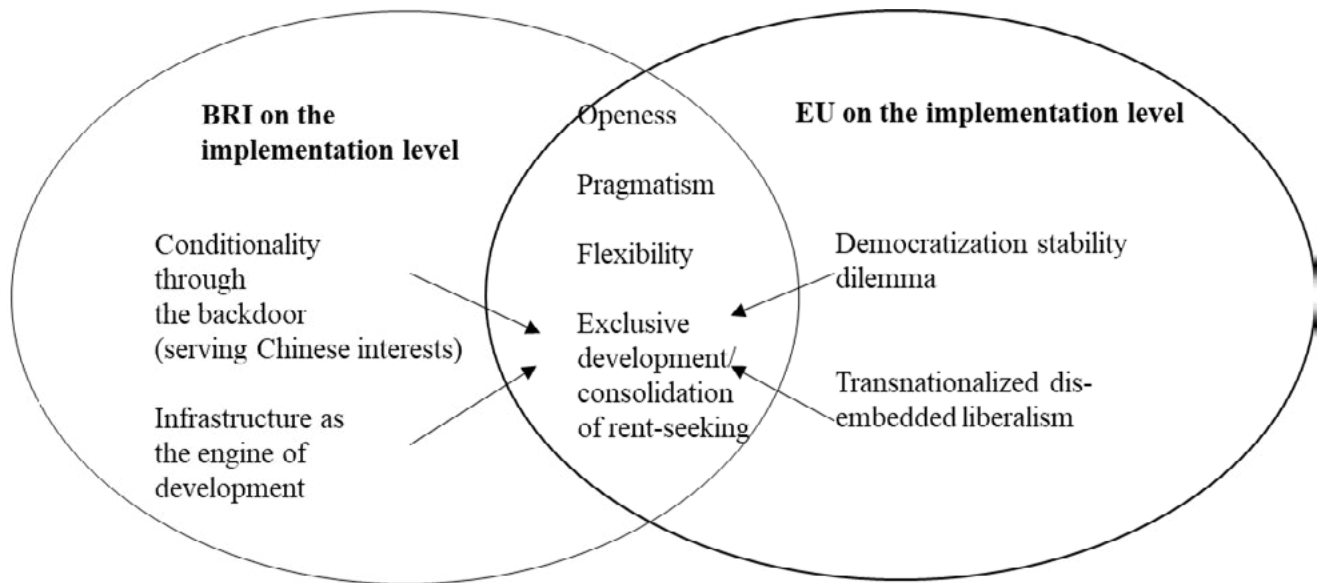 BRI on the
implementation level
Conditionality
through
the backdoor
(serving Chinese interests)
Infrastructure as
the engine of
development
Openess
Pragmatism
Flexibility
Exclusive
development/
consolidation
of rent-seeking
EU on the implementation level
Democratization stability
dilemma
Transnationalized dis-
embedded liberalism